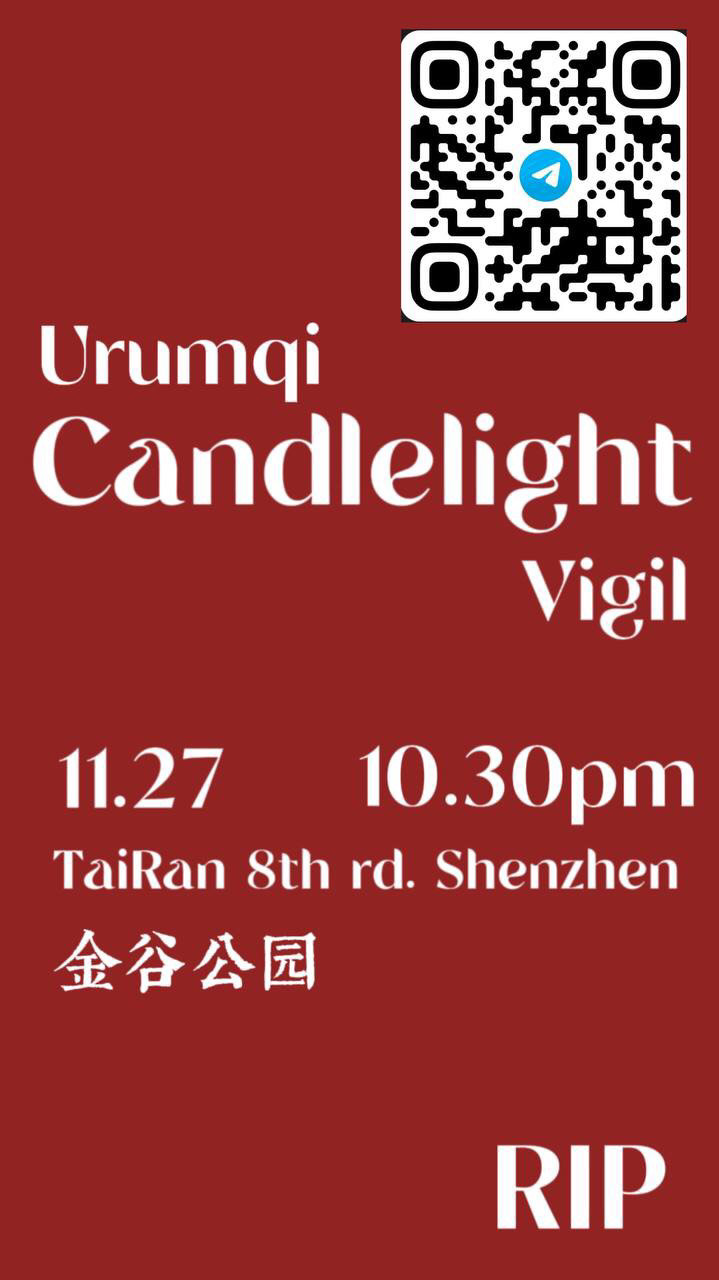 Urumqi
Candlelight
Vigil
11.27 10.30pm
TaiRan 8th rd. Shenzhen
金谷公园
RIP